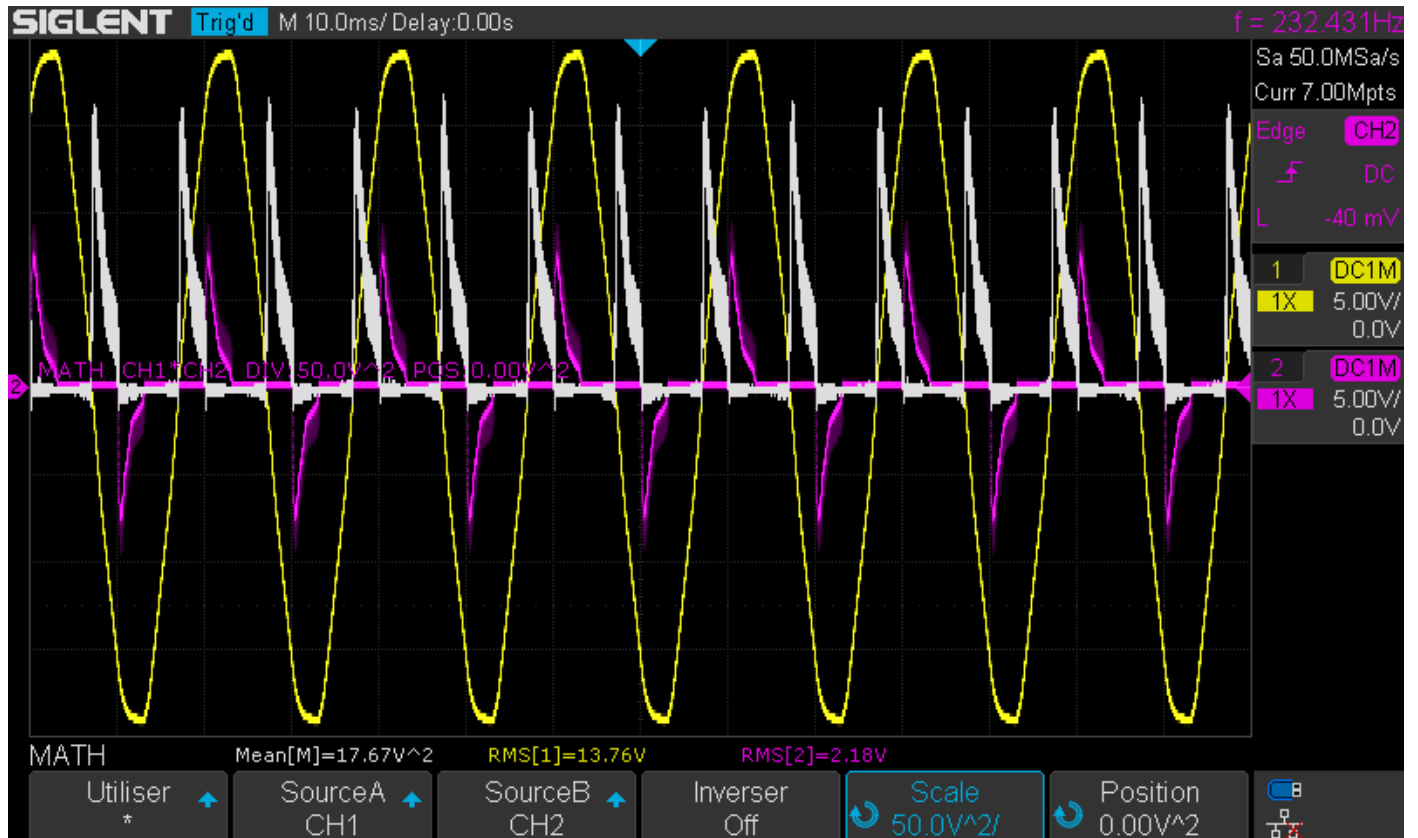 SIGLENT Trig'd M 10.0ms/ Delay:0.00s f = 232.431Hz
Sa 50.0MSa/s
Curr 7.00Mpts
Edge CH2
DC
L -40 mV
1 DC1M
1X 5.00V/
0.0V
2 DC1M
1X 5.00V/
0.0V
MATH CH1*CH2 DIV:50.0V^2 POS:0.00V^2
2
MATH Mean[M]=17.67V^2 RMS[1]=13.76V RMS[2]=2.18V
Utiliser SourceA SourceB Inverser Scale Position
* CH1 CH2 Off 50.0V^2/ 0.00V^2